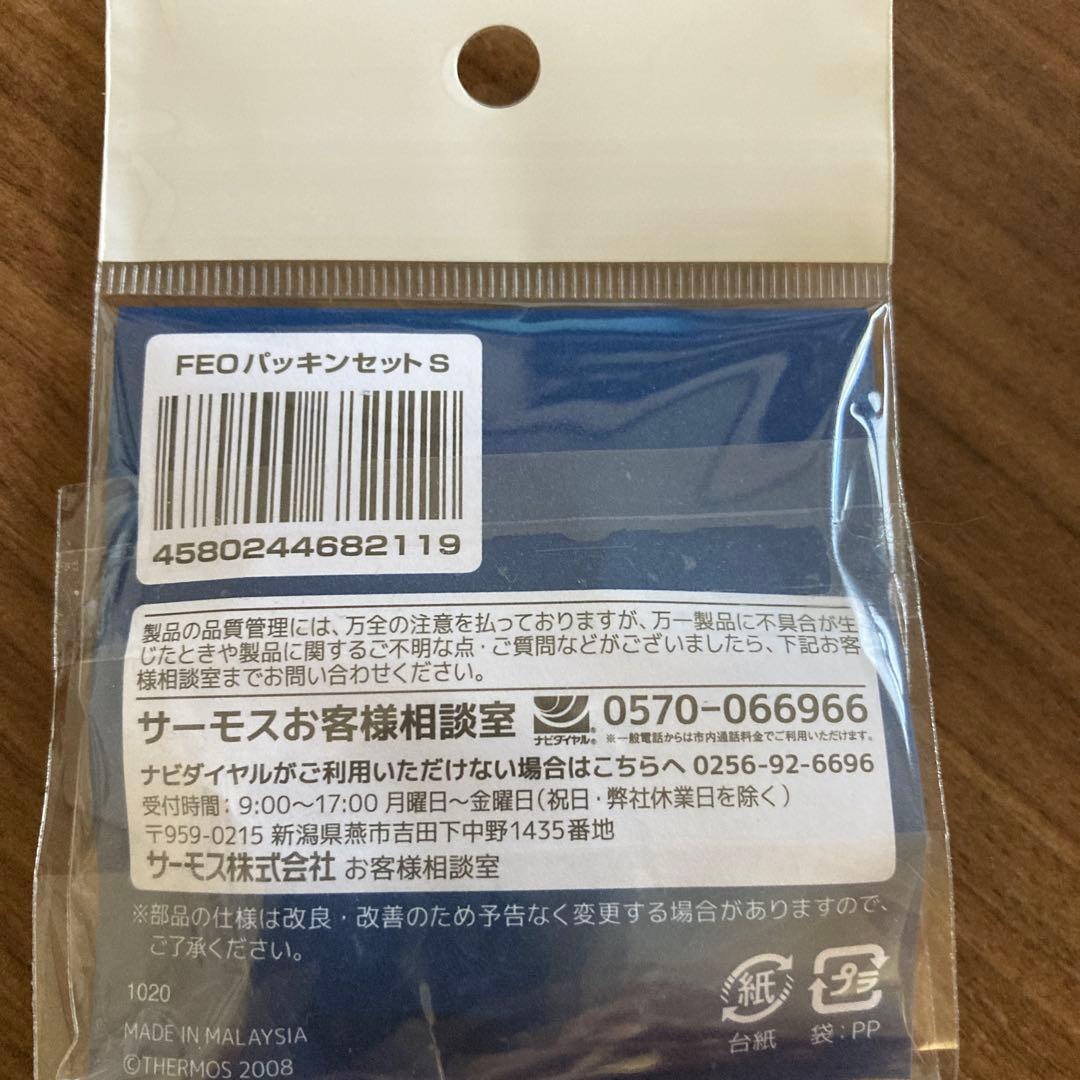 FEOパッキンセットS
4580244682119
製品の品質管理には、万全の注意を払っておりますが、万一製品に不具合が生
じたときや製品に関するご不明な点・ご質問などがございましたら、下記お客
様相談室までお問い合わせください。
サーモスお客様相談室 ナビダイヤル® 0570-066966
※一般電話からは市内通話料金でご利用いただけます。
ナビダイヤルがご利用いただけない場合はこちらへ 0256-92-6696
受付時間：9:00〜17:00 月曜日〜金曜日（祝日・弊社休業日を除く）
〒959-0215 新潟県燕市吉田下中野1435番地
サーモス株式会社 お客様相談室
※部品の仕様は改良・改善のため予告なく変更する場合がありますので、
ご了承ください。
1020
MADE IN MALAYSIA
©THERMOS 2008
紙 プラ
台紙 袋：PP